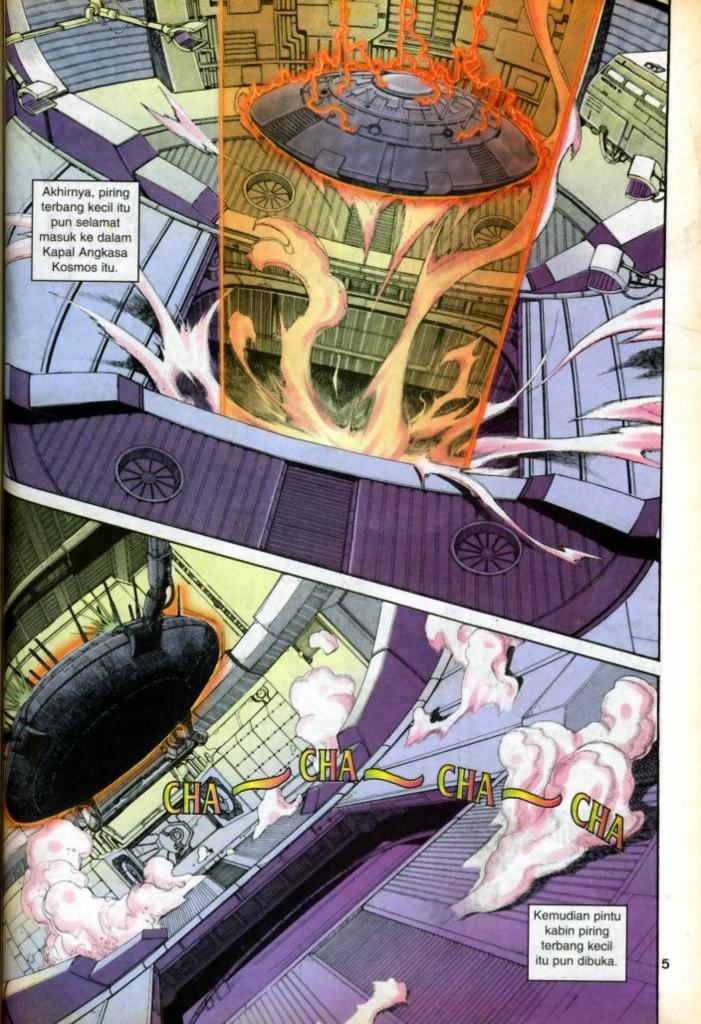 Akhirnya, piring
terbang kecil itu
pun selamat
masuk ke dalam
Kapal Angkasa
Kosmos itu.
CHA ~ CHA ~ CHA ~ CHA
Kemudian pintu
kabin piring
terbang kecil
itu pun dibuka.
5